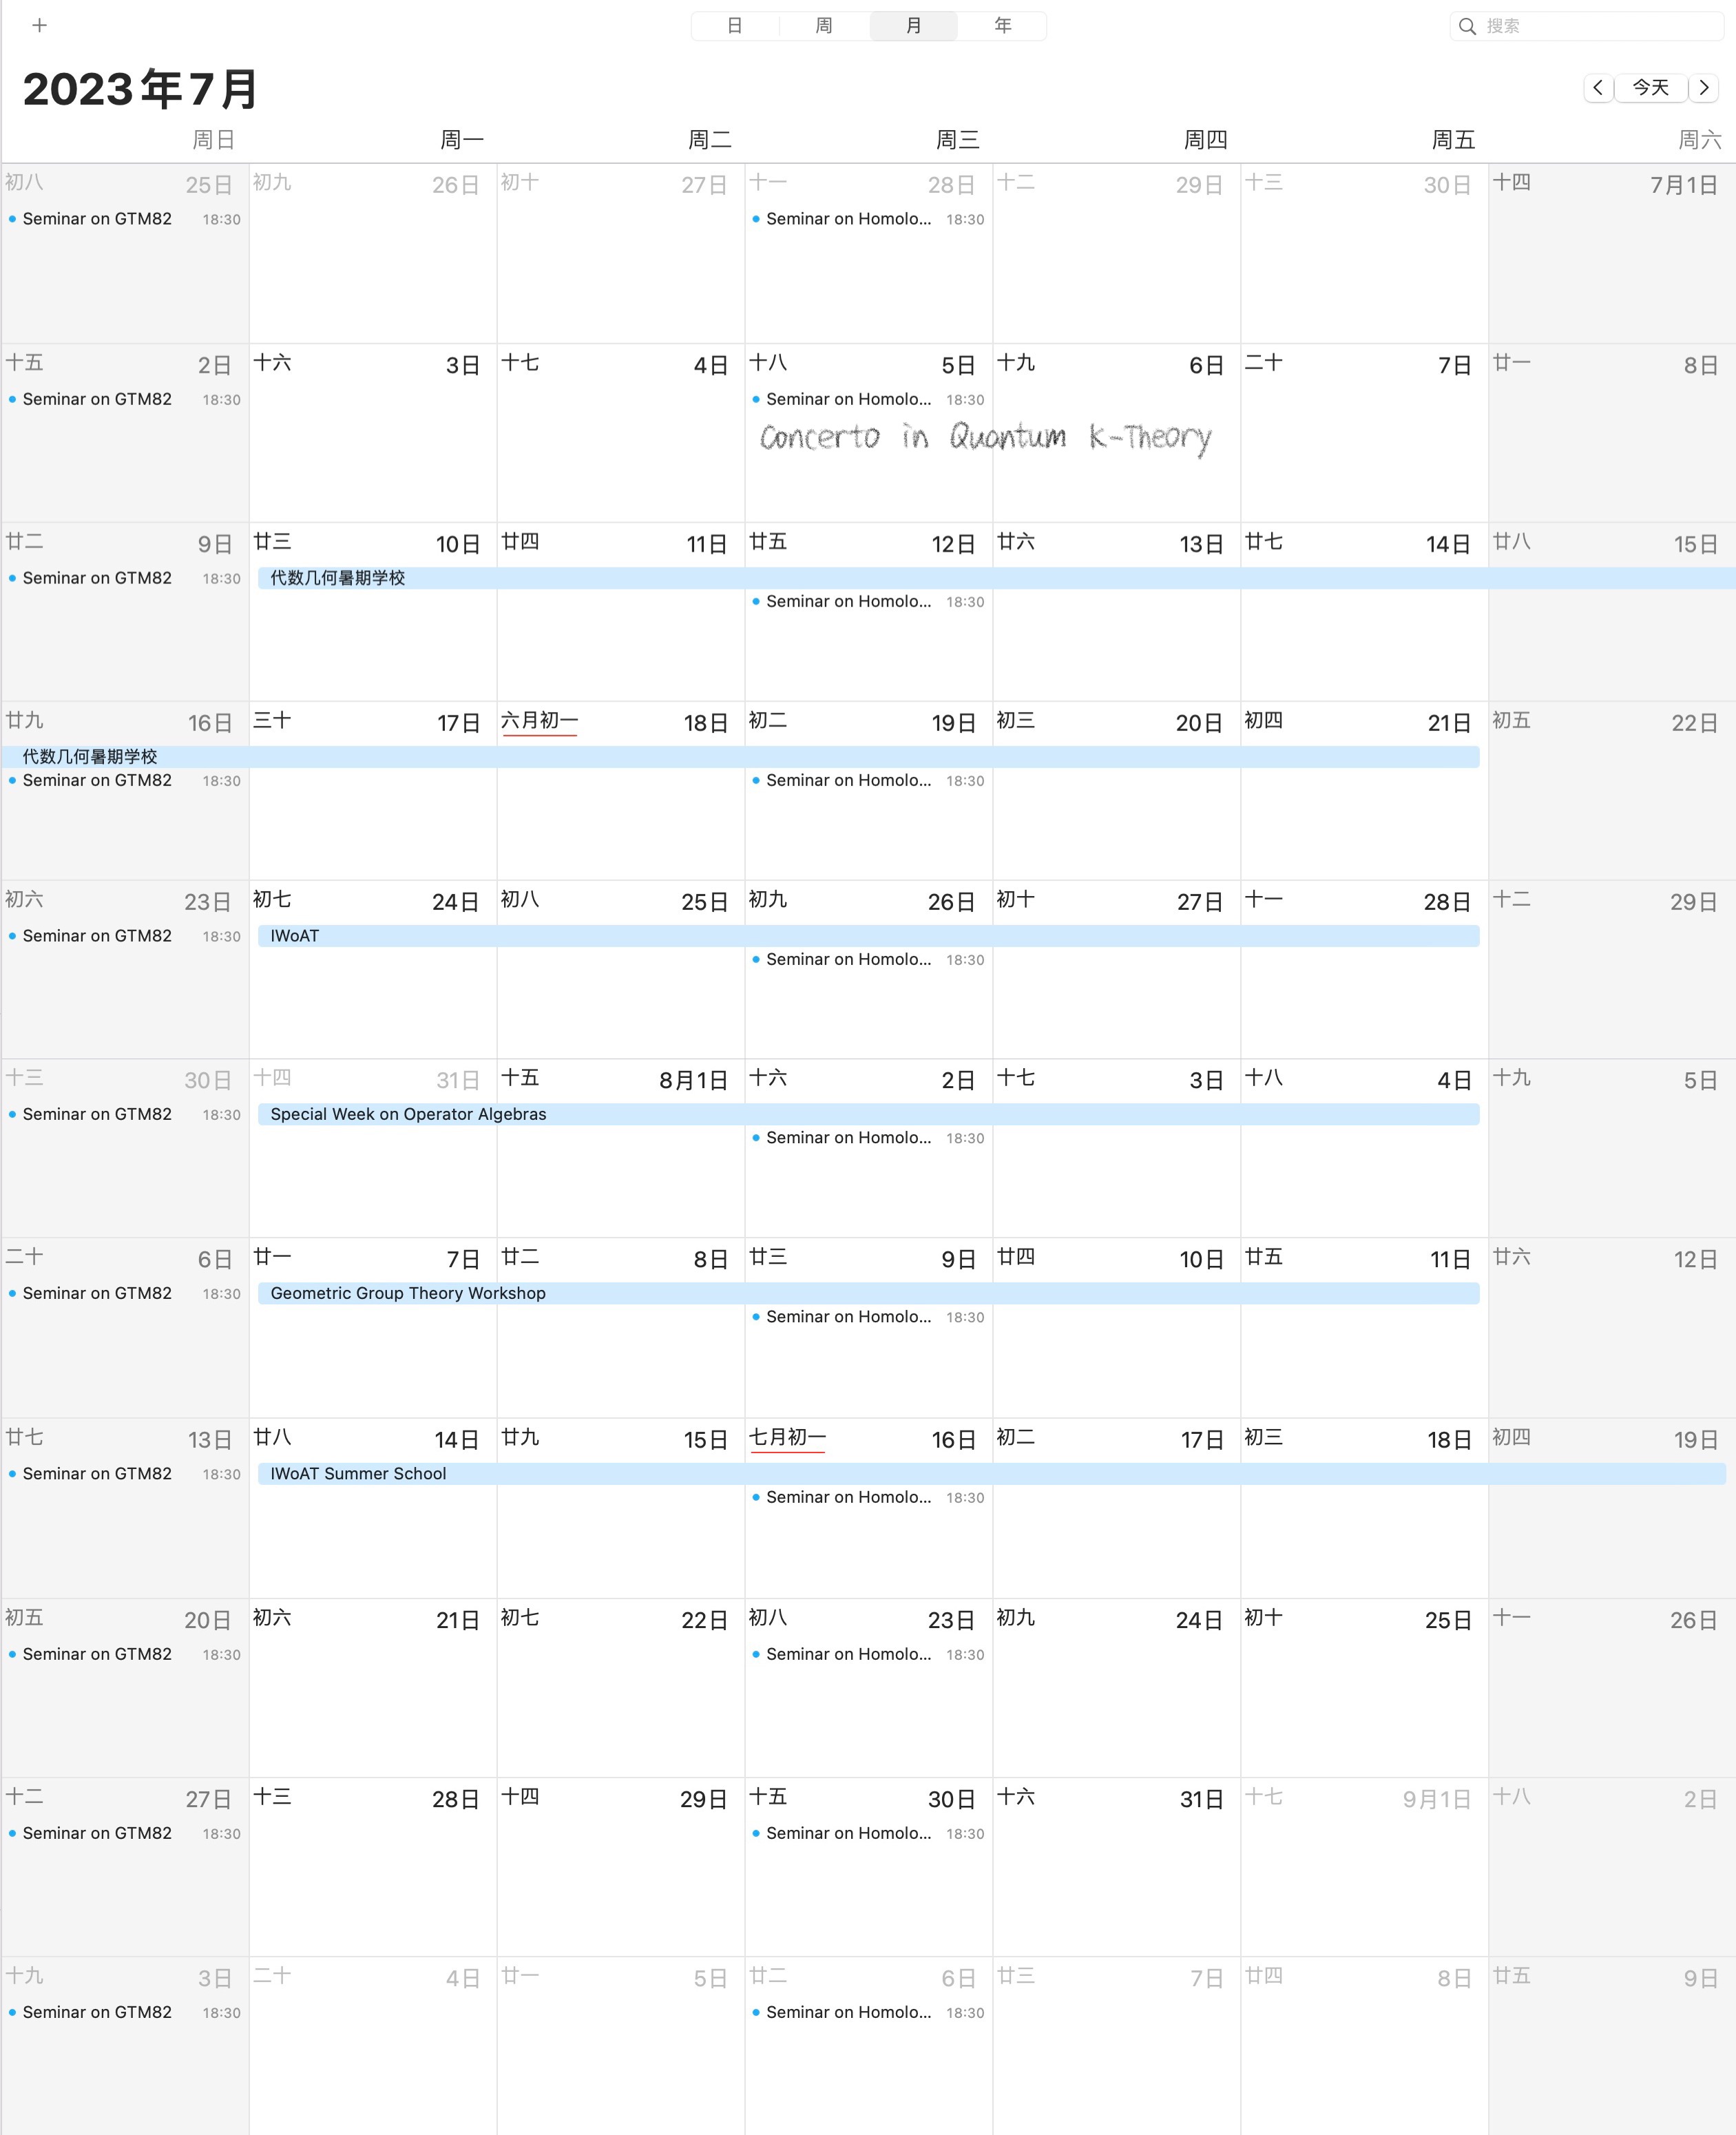 +
日 周 月 年
搜索
2023年7月
今天
周日 周一 周二 周三 周四 周五 周六
初八 25日 初九 26日 初十 27日 十一 28日 十二 29日 十三 30日 十四 7月1日
Seminar on GTM82 18:30 Seminar on Homolo... 18:30
十五 2日 十六 3日 十七 4日 十八 5日 十九 6日 二十 7日 廿一 8日
Seminar on GTM82 18:30 Seminar on Homolo... 18:30
Concerto in Quantum K-Theory
廿二 9日 廿三 10日 廿四 11日 廿五 12日 廿六 13日 廿七 14日 廿八 15日
Seminar on GTM82 18:30 代数几何暑期学校
Seminar on Homolo... 18:30
廿九 16日 三十 17日 六月初一 18日 初二 19日 初三 20日 初四 21日 初五 22日
代数几何暑期学校
Seminar on GTM82 18:30 Seminar on Homolo... 18:30
初六 23日 初七 24日 初八 25日 初九 26日 初十 27日 十一 28日 十二 29日
Seminar on GTM82 18:30 IWoAT
Seminar on Homolo... 18:30
十三 30日 十四 31日 十五 8月1日 十六 2日 十七 3日 十八 4日 十九 5日
Seminar on GTM82 18:30 Special Week on Operator Algebras
Seminar on Homolo... 18:30
二十 6日 廿一 7日 廿二 8日 廿三 9日 廿四 10日 廿五 11日 廿六 12日
Seminar on GTM82 18:30 Geometric Group Theory Workshop
Seminar on Homolo... 18:30
廿七 13日 廿八 14日 廿九 15日 七月初一 16日 初二 17日 初三 18日 初四 19日
Seminar on GTM82 18:30 IWoAT Summer School
Seminar on Homolo... 18:30
初五 20日 初六 21日 初七 22日 初八 23日 初九 24日 初十 25日 十一 26日
Seminar on GTM82 18:30 Seminar on Homolo... 18:30
十二 27日 十三 28日 十四 29日 十五 30日 十六 31日 十七 9月1日 十八 2日
Seminar on GTM82 18:30 Seminar on Homolo... 18:30
十九 3日 二十 4日 廿一 5日 廿二 6日 廿三 7日 廿四 8日 廿五 9日
Seminar on GTM82 18:30 Seminar on Homolo... 18:30